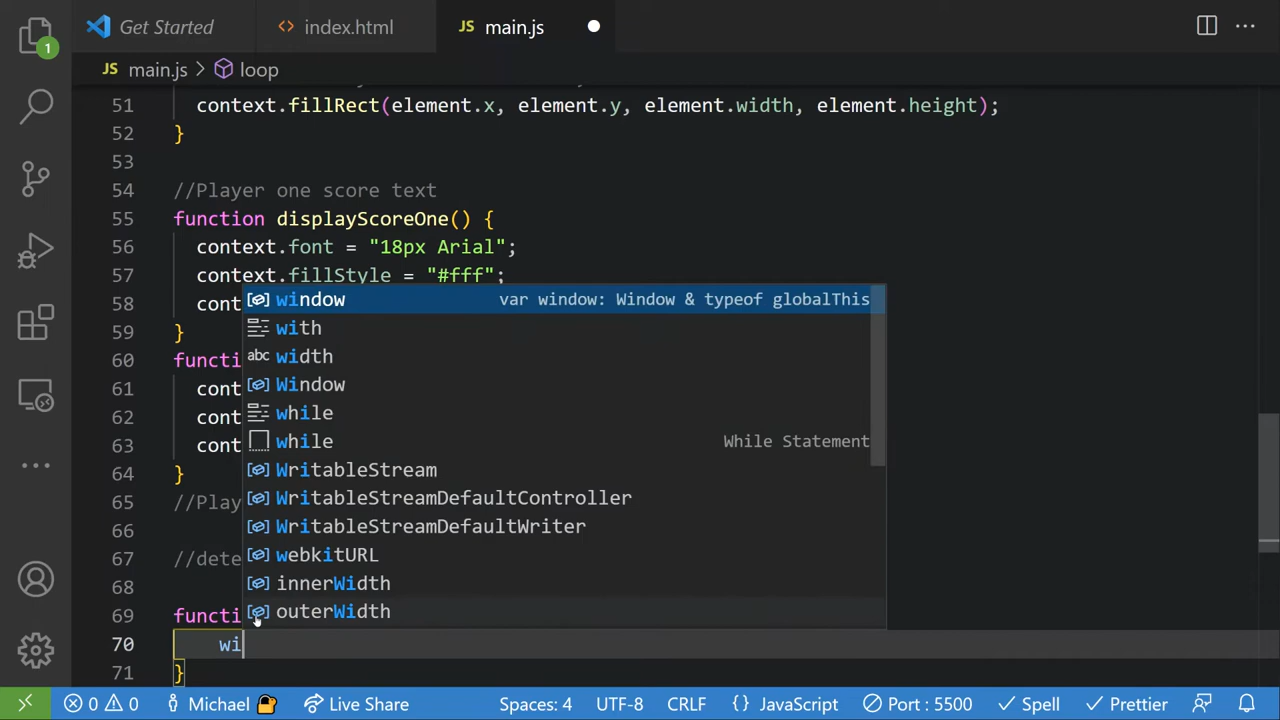 Get Started
<> index.html
JS main.js
JS main.js > loop
1
51 context.fillRect(element.x, element.y, element.width, element.height);
52 }
53
54 //Player one score text
55 function displayScoreOne() {
56 context.font = "18px Arial";
57 context.fillStyle = "#fff";
58 cont
59 }
60 functi
61 cont
62 cont
63 cont
64 }
65 //Play
66
67 //dete
68
69 functi
70 wi
71 }
window var window: Window & typeof globalThis
with
abc width
Window
while
while While Statement
WritableStream
WritableStreamDefaultController
WritableStreamDefaultWriter
webkitURL
innerWidth
outerWidth
0 0 Michael Live Share Spaces: 4 UTF-8 CRLF {} JavaScript Port : 5500 Spell Prettier